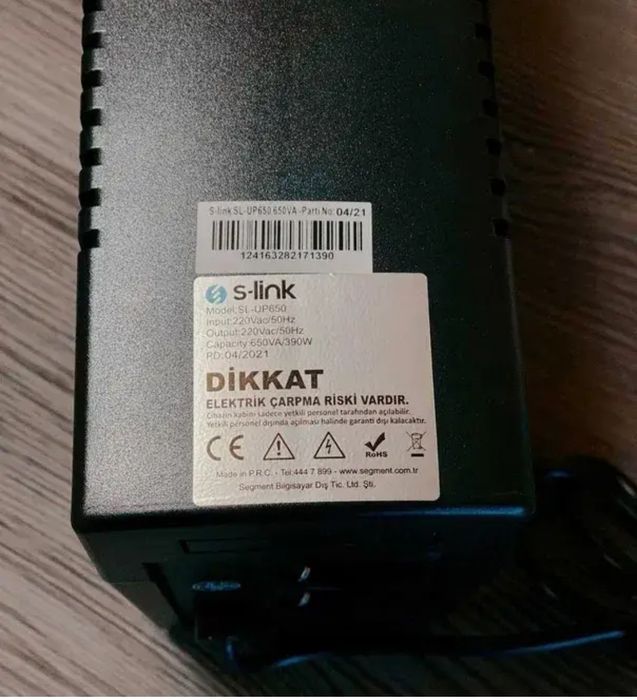 S-link SL-UP650 650VA -Parti No: 04/21
124163282171390
s-link
Model:SL-UP650
Input:220Vac/50Hz
Output:220Vac/50Hz
Capacity:650VA/390W
PD:04/2021
DİKKAT
ELEKTRİK ÇARPMA RİSKİ VARDIR.
Cihazın kabini sadece yetkili personel tarafından açılabilir.
Yetkili personel dışında açılması halinde garanti dışı kalacaktır.
CE
RoHS
Made in P.R.C. - Tel:444 7 899 - www.segment.com.tr
Segment Bilgisayar Dış Tic. Ltd. Şti.